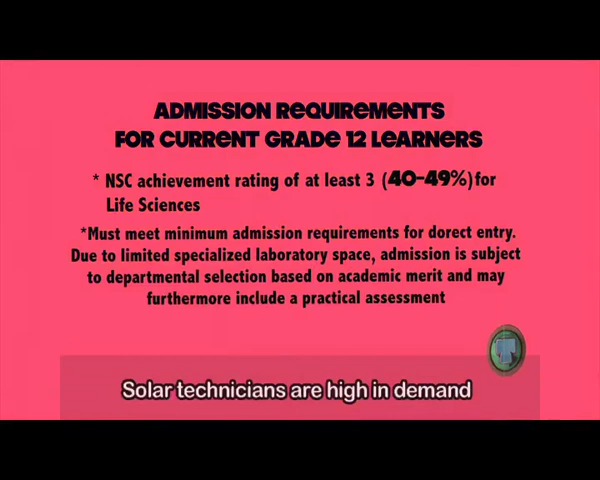 ADMISSION REQUIREMENTS
FOR CURRENT GRADE 12 LEARNERS
* NSC achievement rating of at least 3 (40-49%) for
Life Sciences
*Must meet minimum admission requirements for dorect entry.
Due to limited specialized laboratory space, admission is subject
to departmental selection based on academic merit and may
furthermore include a practical assessment
Solar technicians are high in demand